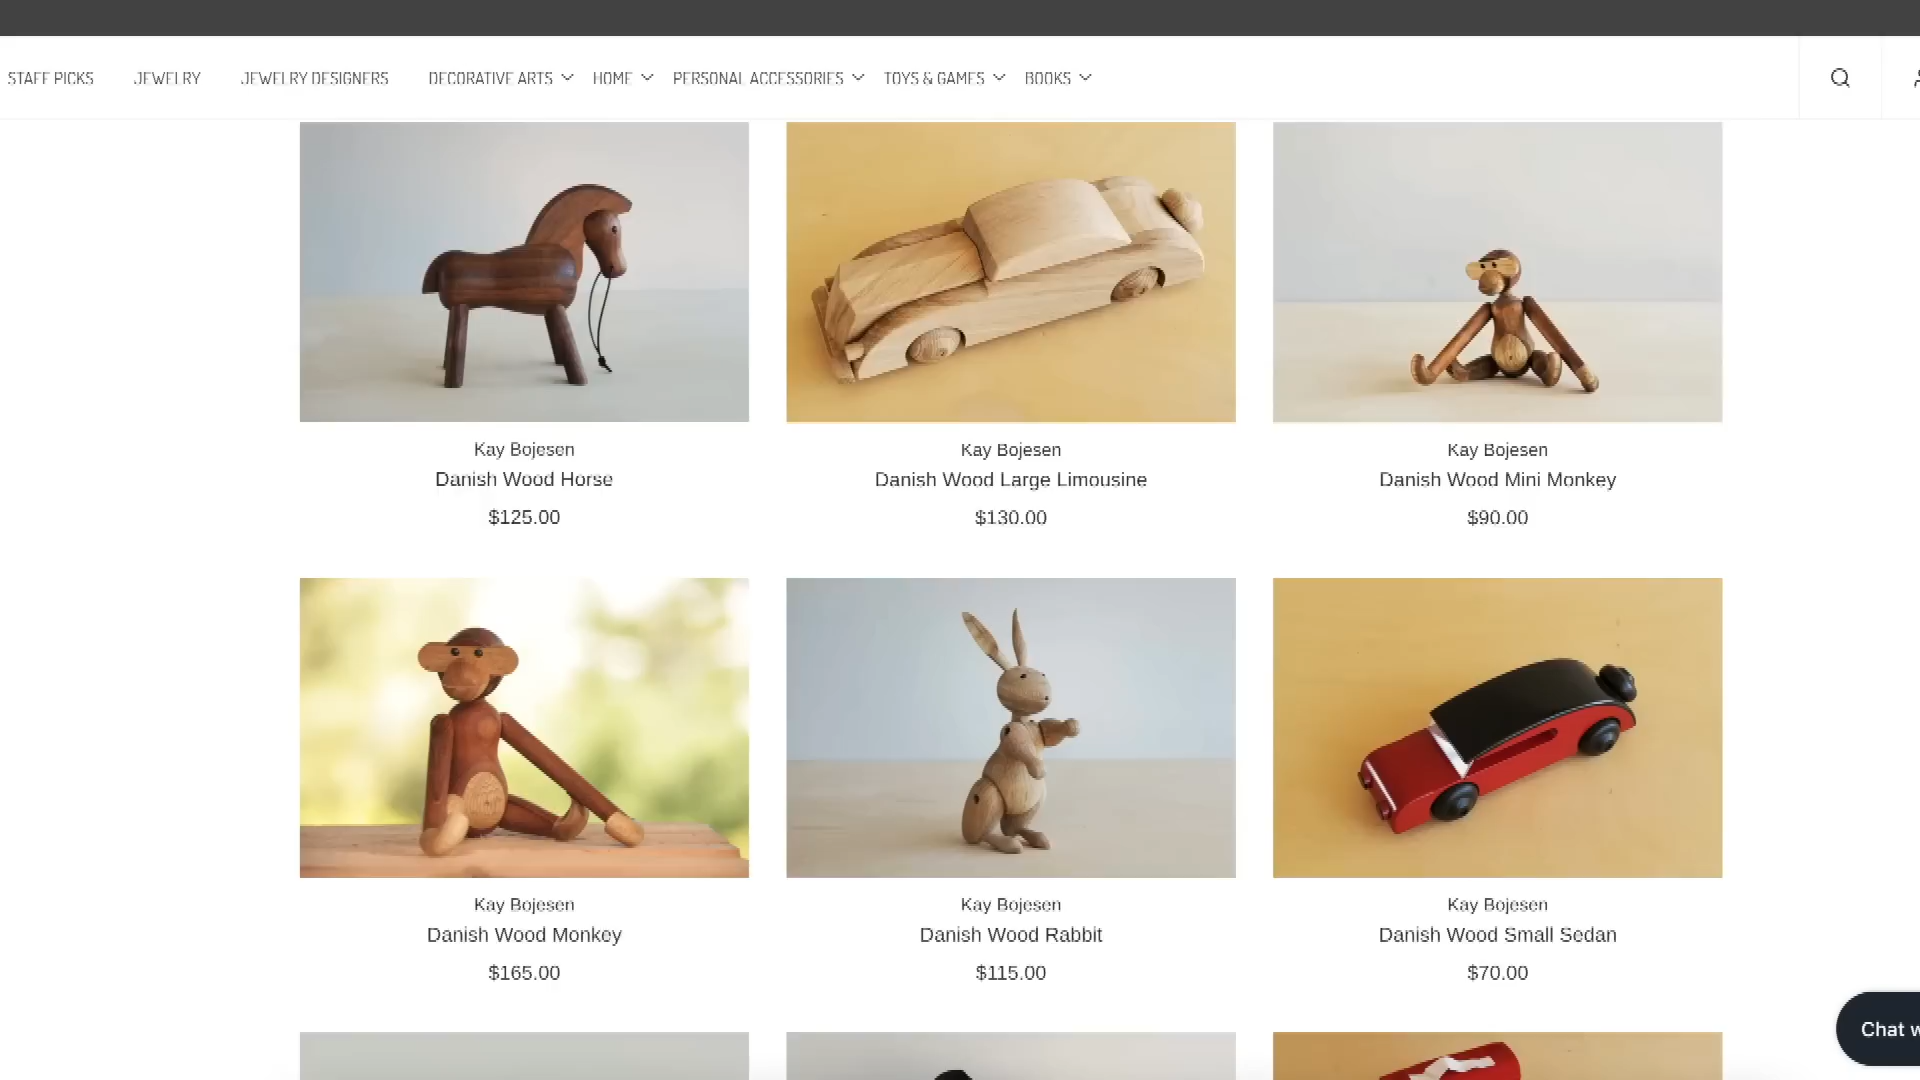 STAFF PICKS JEWELRY JEWELRY DESIGNERS DECORATIVE ARTS HOME PERSONAL ACCESSORIES TOYS & GAMES BOOKS
Kay Bojesen
Danish Wood Horse
$125.00
Kay Bojesen
Danish Wood Large Limousine
$130.00
Kay Bojesen
Danish Wood Mini Monkey
$90.00
Kay Bojesen
Danish Wood Monkey
$165.00
Kay Bojesen
Danish Wood Rabbit
$115.00
Kay Bojesen
Danish Wood Small Sedan
$70.00
Chat